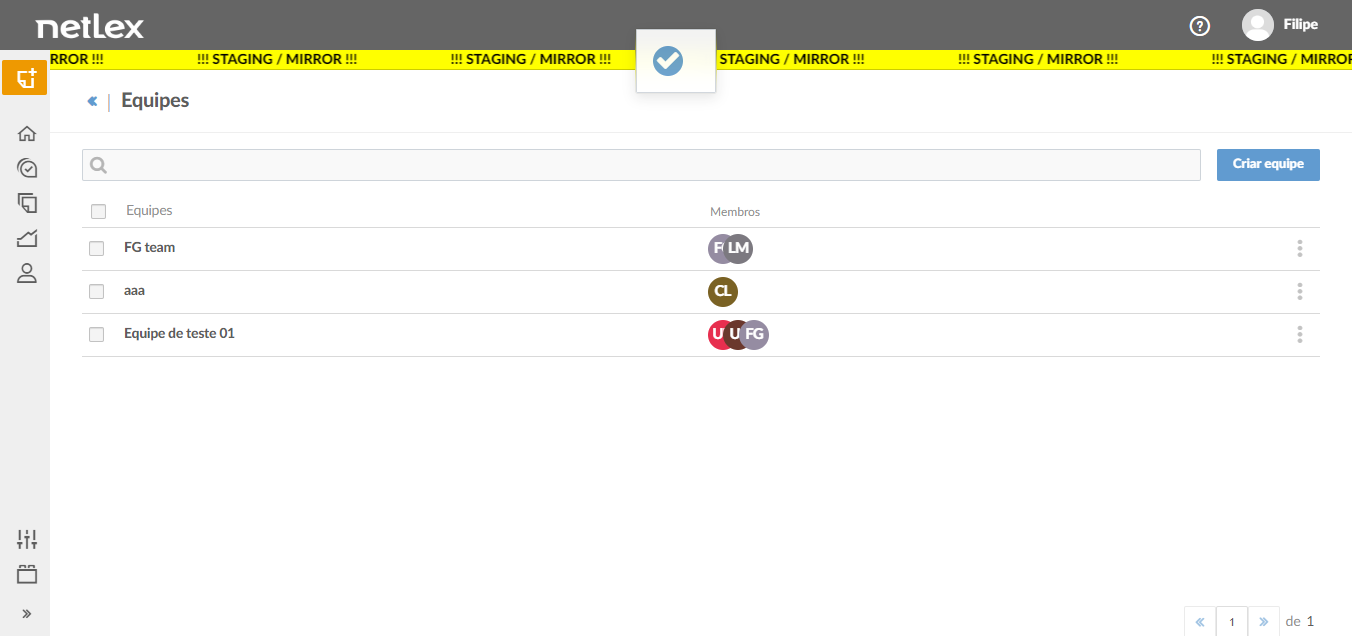 netlex
Filipe
RROR !!! !!! STAGING / MIRROR !!! !!! STAGING / MIRROR !!! STAGING / MIRROR !!! !!! STAGING / MIRROR !!! !!! STAGING / MIRROR
Equipes
Criar equipe
Equipes Membros
FG team F LM
aaa CL
Equipe de teste 01 U U FG
1 de 1